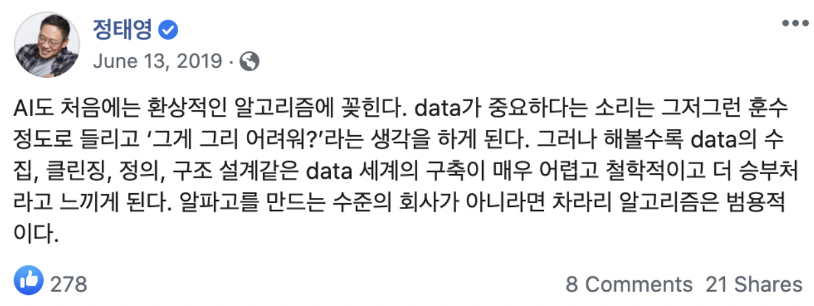 정태영
June 13, 2019 ·
AI도 처음에는 환상적인 알고리즘에 꽂힌다. data가 중요하다는 소리는 그저그런 훈수
정도로 들리고 ‘그게 그리 어려워?’라는 생각을 하게 된다. 그러나 해볼수록 data의 수
집, 클린징, 정의, 구조 설계같은 data 세계의 구축이 매우 어렵고 철학적이고 더 승부처
라고 느끼게 된다. 알파고를 만드는 수준의 회사가 아니라면 차라리 알고리즘은 범용적
이다.
278 8 Comments 21 Shares